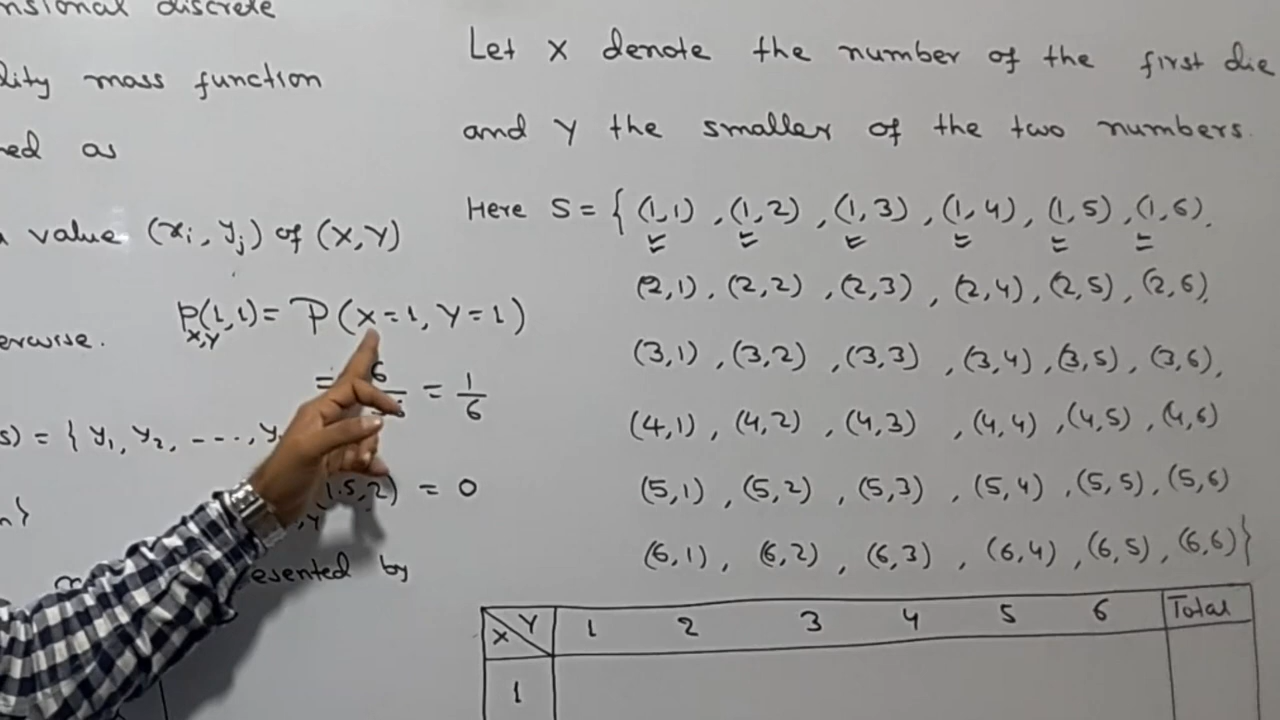 discrete
mass function
as
value (xi, yj) of (X,Y)
P X,Y (1,1) = P(X=1, Y=1)
= 6 = 1/6
= { y1, y2, ----,
(1.5,2) = 0
by
Let X denote the number of the first die
and Y the smaller of the two numbers.
Here S = { (1,1) , (1,2) , (1,3) , (1,4) , (1,5) , (1,6),
(2,1) , (2,2) , (2,3) , (2,4) , (2,5) , (2,6),
(3,1) , (3,2) , (3,3) , (3,4) , (3,5) , (3,6),
(4,1) , (4,2) , (4,3) , (4,4) , (4,5) , (4,6)
(5,1) , (5,2) , (5,3) , (5,4) , (5,5) , (5,6)
(6,1) , (6,2) , (6,3) , (6,4) , (6,5) , (6,6) }
X Y 1 2 3 4 5 6 Total
1